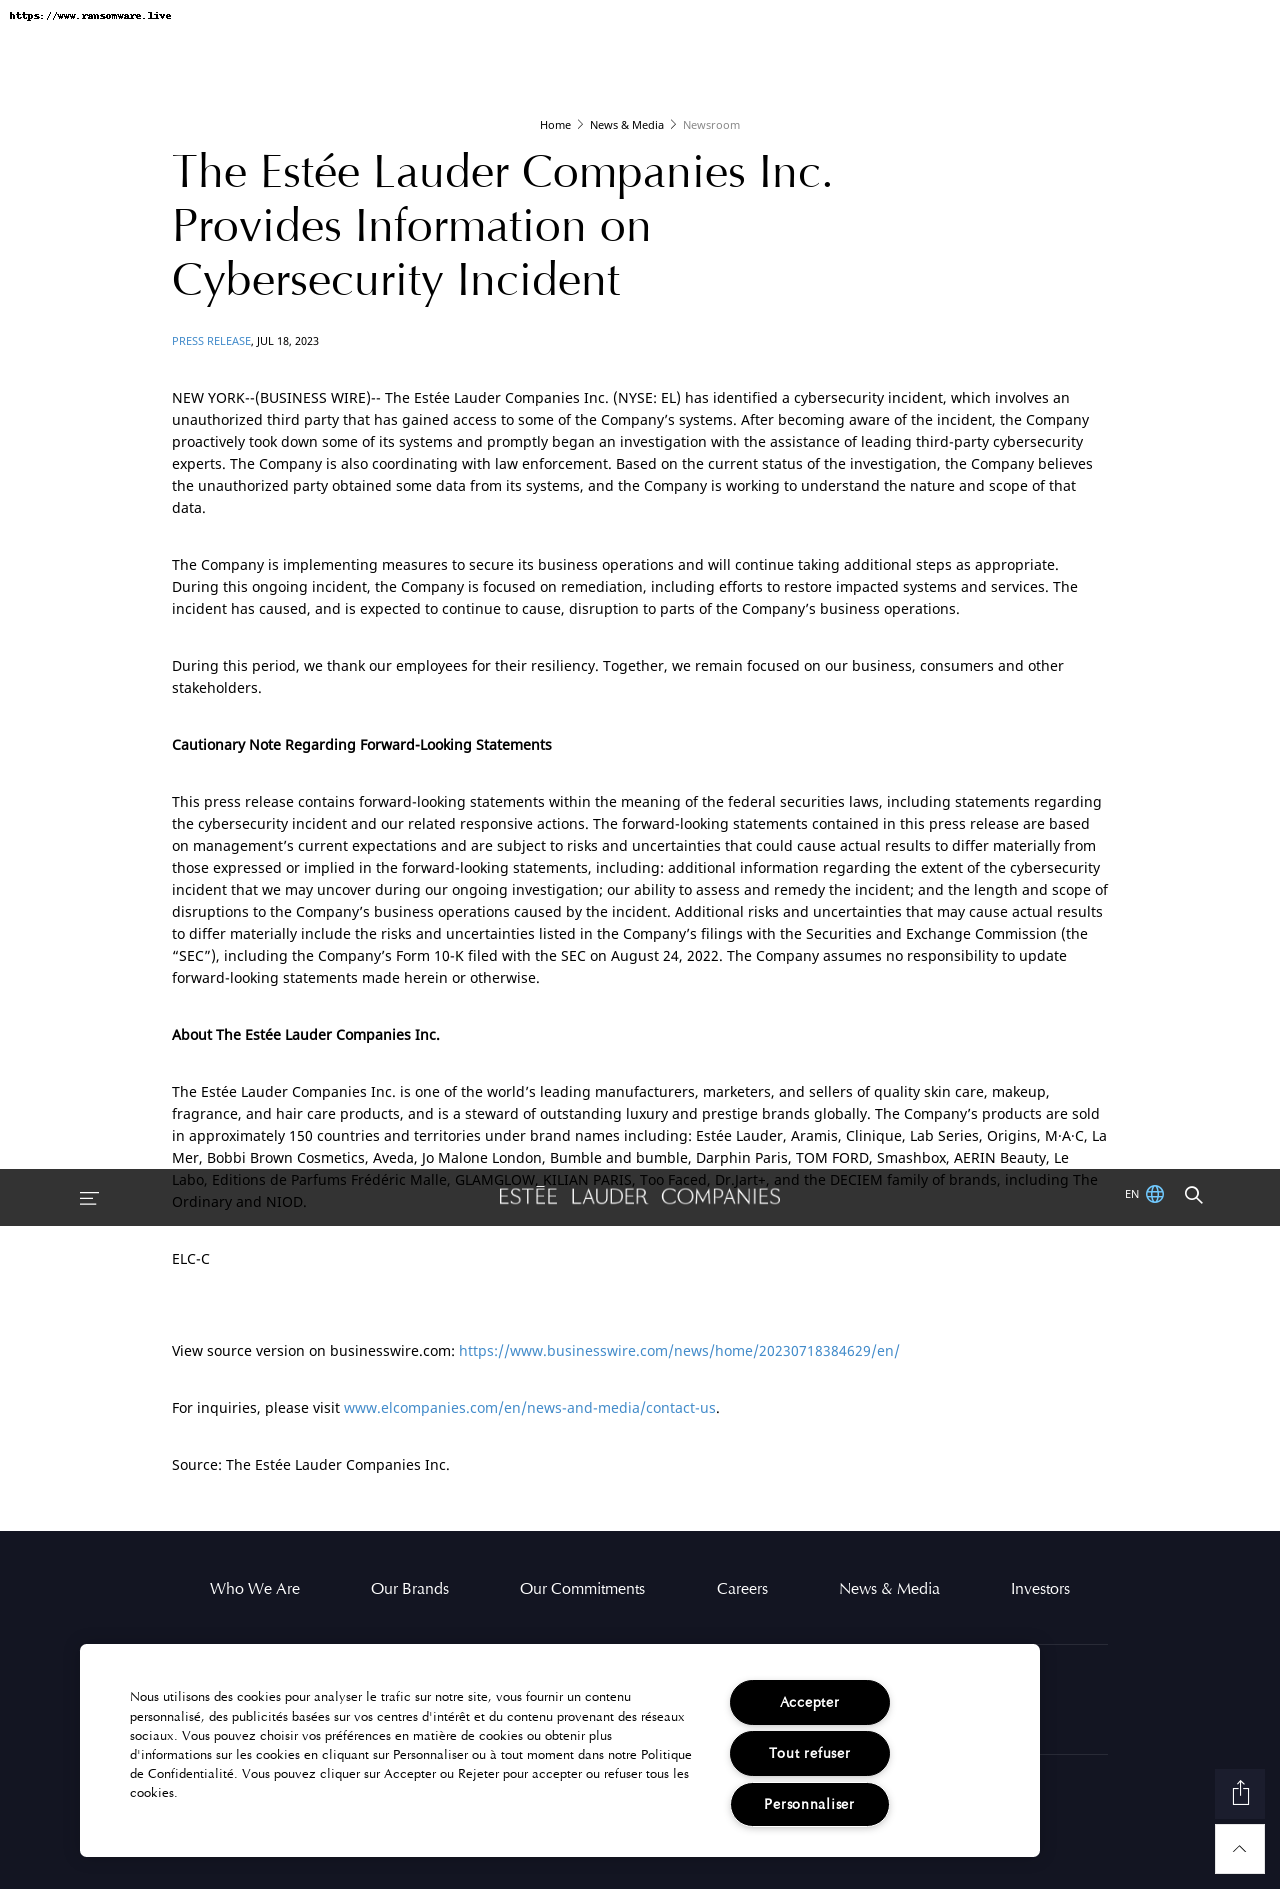 https://www.ransomware.live
Home > News & Media > Newsroom
The Estée Lauder Companies Inc.
Provides Information on
Cybersecurity Incident
PRESS RELEASE, JUL 18, 2023
NEW YORK--(BUSINESS WIRE)-- The Estée Lauder Companies Inc. (NYSE: EL) has identified a cybersecurity incident, which involves an
unauthorized third party that has gained access to some of the Company’s systems. After becoming aware of the incident, the Company
proactively took down some of its systems and promptly began an investigation with the assistance of leading third-party cybersecurity
experts. The Company is also coordinating with law enforcement. Based on the current status of the investigation, the Company believes
the unauthorized party obtained some data from its systems, and the Company is working to understand the nature and scope of that
data.
The Company is implementing measures to secure its business operations and will continue taking additional steps as appropriate.
During this ongoing incident, the Company is focused on remediation, including efforts to restore impacted systems and services. The
incident has caused, and is expected to continue to cause, disruption to parts of the Company’s business operations.
During this period, we thank our employees for their resiliency. Together, we remain focused on our business, consumers and other
stakeholders.
Cautionary Note Regarding Forward-Looking Statements
This press release contains forward-looking statements within the meaning of the federal securities laws, including statements regarding
the cybersecurity incident and our related responsive actions. The forward-looking statements contained in this press release are based
on management’s current expectations and are subject to risks and uncertainties that could cause actual results to differ materially from
those expressed or implied in the forward-looking statements, including: additional information regarding the extent of the cybersecurity
incident that we may uncover during our ongoing investigation; our ability to assess and remedy the incident; and the length and scope of
disruptions to the Company’s business operations caused by the incident. Additional risks and uncertainties that may cause actual results
to differ materially include the risks and uncertainties listed in the Company’s filings with the Securities and Exchange Commission (the
“SEC”), including the Company’s Form 10-K filed with the SEC on August 24, 2022. The Company assumes no responsibility to update
forward-looking statements made herein or otherwise.
About The Estée Lauder Companies Inc.
The Estée Lauder Companies Inc. is one of the world’s leading manufacturers, marketers, and sellers of quality skin care, makeup,
fragrance, and hair care products, and is a steward of outstanding luxury and prestige brands globally. The Company’s products are sold
in approximately 150 countries and territories under brand names including: Estée Lauder, Aramis, Clinique, Lab Series, Origins, M·A·C, La
Mer, Bobbi Brown Cosmetics, Aveda, Jo Malone London, Bumble and bumble, Darphin Paris, TOM FORD, Smashbox, AERIN Beauty, Le
Labo, Editions de Parfums Frédéric Malle, GLAMGLOW, KILIAN PARIS, Too Faced, Dr.Jart+, and the DECIEM family of brands, including The
Ordinary and NIOD.
ESTĒE LAUDER COMPANIES
EN
ELC-C
View source version on businesswire.com: https://www.businesswire.com/news/home/20230718384629/en/
For inquiries, please visit www.elcompanies.com/en/news-and-media/contact-us.
Source: The Estée Lauder Companies Inc.
Who We Are Our Brands Our Commitments Careers News & Media Investors
Nous utilisons des cookies pour analyser le trafic sur notre site, vous fournir un contenu
personnalisé, des publicités basées sur vos centres d'intérêt et du contenu provenant des réseaux
sociaux. Vous pouvez choisir vos préférences en matière de cookies ou obtenir plus
d'informations sur les cookies en cliquant sur Personnaliser ou à tout moment dans notre Politique
de Confidentialité. Vous pouvez cliquer sur Accepter ou Rejeter pour accepter ou refuser tous les
cookies.
Accepter
Tout refuser
Personnaliser